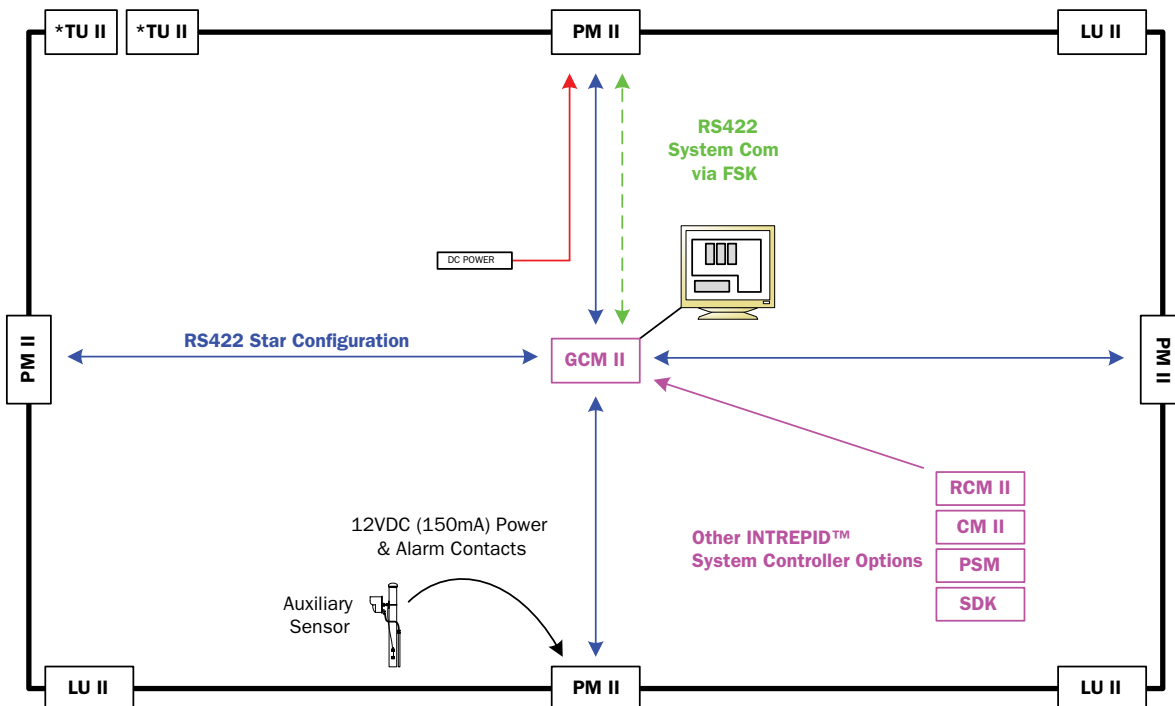 *TU II
*TU II
PM II
LU II
RS422
System Com
via FSK
DC POWER
PM II
RS422 Star Configuration
GCM II
PM II
RCM II
CM II
PSM
SDK
Other INTREPID™
System Controller Options
12VDC (150mA) Power
& Alarm Contacts
Auxiliary
Sensor
LU II
PM II
LU II